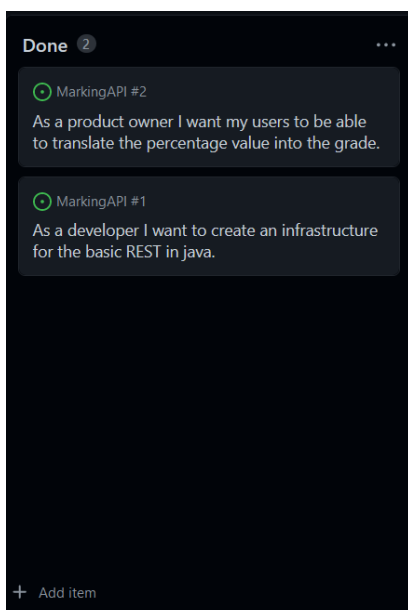 Done 2
MarkingAPI #2
As a product owner I want my users to be able
to translate the percentage value into the grade.
MarkingAPI #1
As a developer I want to create an infrastructure
for the basic REST in java.
+ Add item